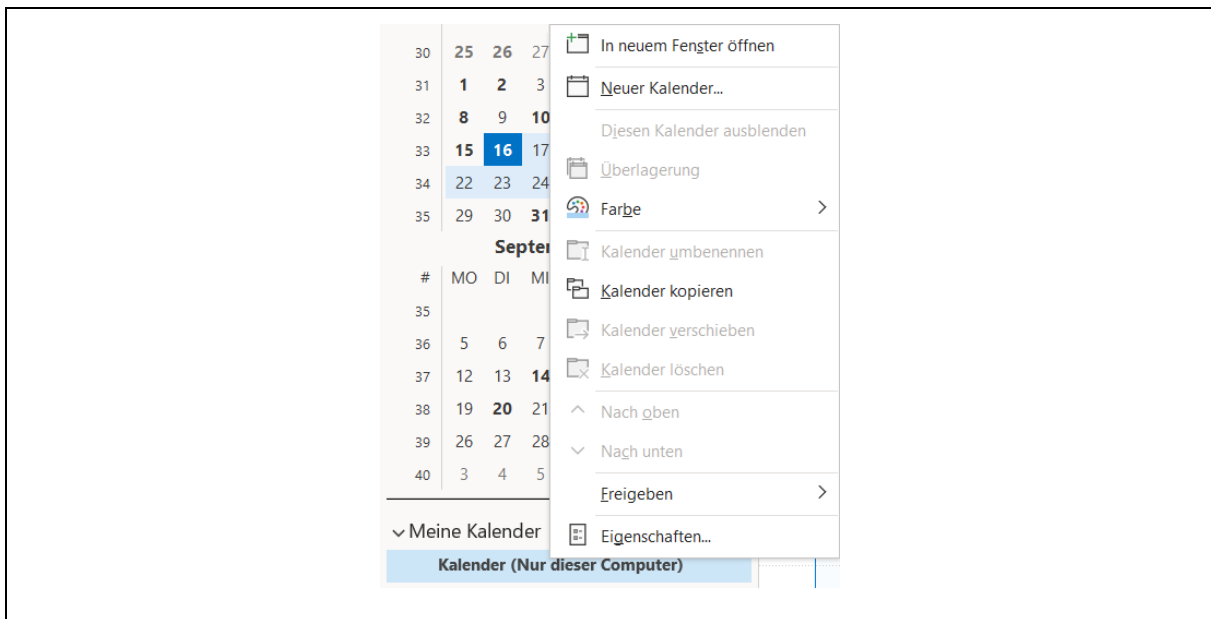 30 25 26 27
31 1 2 3
32 8 9 10
33 15 16 17
34 22 23 24
35 29 30 31
# MO DI MI
35
36 5 6 7
37 12 13 14
38 19 20 21
39 26 27 28
40 3 4 5
Meine Kalender
Kalender (Nur dieser Computer)
In neuem Fenster öffnen
Neuer Kalender...
Diesen Kalender ausblenden
Überlagerung
Farbe
Kalender umbenennen
Kalender kopieren
Kalender verschieben
Kalender löschen
Nach oben
Nach unten
Freigeben
Eigenschaften...